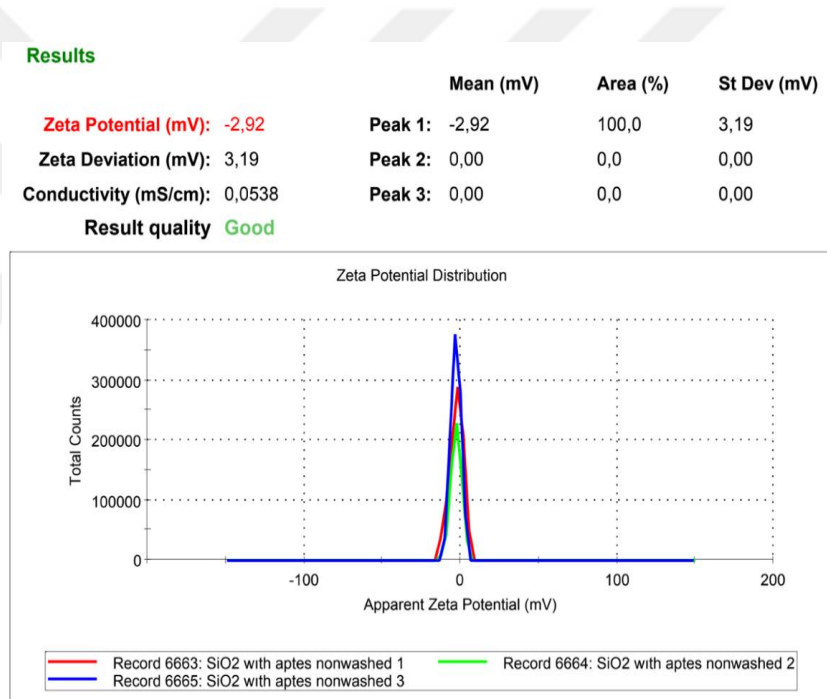 Results
Mean (mV) Area (%) St Dev (mV)
Zeta Potential (mV): -2,92 Peak 1: -2,92 100,0 3,19
Zeta Deviation (mV): 3,19 Peak 2: 0,00 0,0 0,00
Conductivity (mS/cm): 0,0538 Peak 3: 0,00 0,0 0,00
Result quality Good
Zeta Potential Distribution
400000
300000
200000
100000
0
Total Counts
-100 0 100 200
Apparent Zeta Potential (mV)
Record 6663: SiO2 wıth aptes nonwashed 1 Record 6664: SiO2 wıth aptes nonwashed 2
Record 6665: SiO2 wıth aptes nonwashed 3